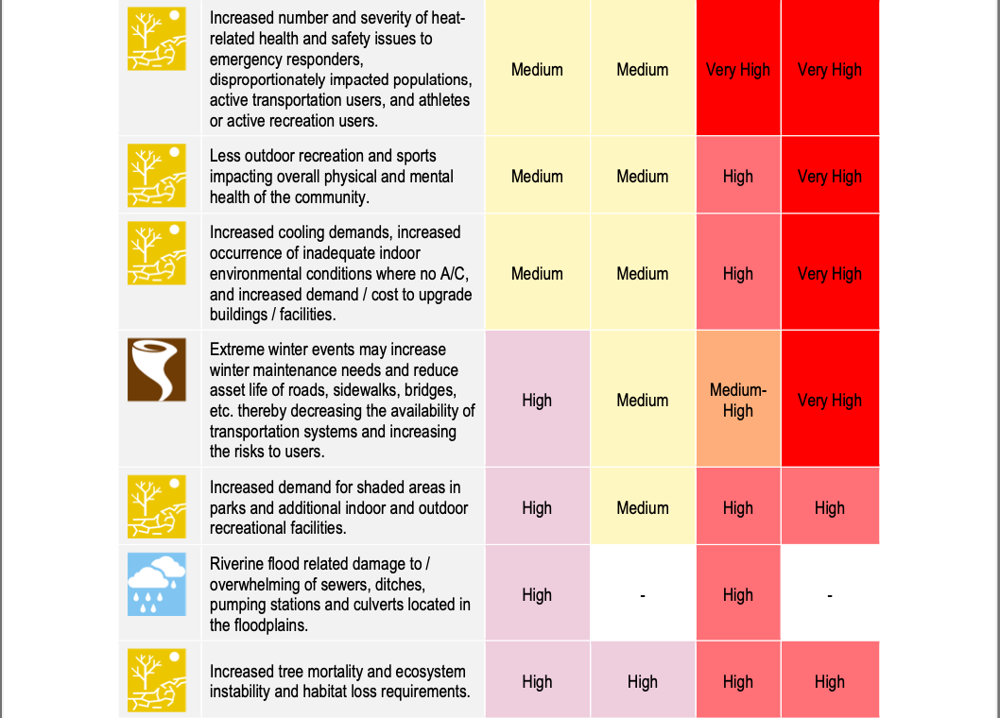 Increased number and severity of heat-
related health and safety issues to
emergency responders,
disproportionately impacted populations,
active transportation users, and athletes
or active recreation users.
Medium
Medium
Very High
Very High
Less outdoor recreation and sports
impacting overall physical and mental
health of the community.
Medium
Medium
High
Very High
Increased cooling demands, increased
occurrence of inadequate indoor
environmental conditions where no A/C,
and increased demand / cost to upgrade
buildings / facilities.
Medium
Medium
High
Very High
Extreme winter events may increase
winter maintenance needs and reduce
asset life of roads, sidewalks, bridges,
etc. thereby decreasing the availability of
transportation systems and increasing
the risks to users.
High
Medium
Medium-
High
Very High
Increased demand for shaded areas in
parks and additional indoor and outdoor
recreational facilities.
High
Medium
High
High
Riverine flood related damage to /
overwhelming of sewers, ditches,
pumping stations and culverts located in
the floodplains.
High
-
High
-
Increased tree mortality and ecosystem
instability and habitat loss requirements.
High
High
High
High